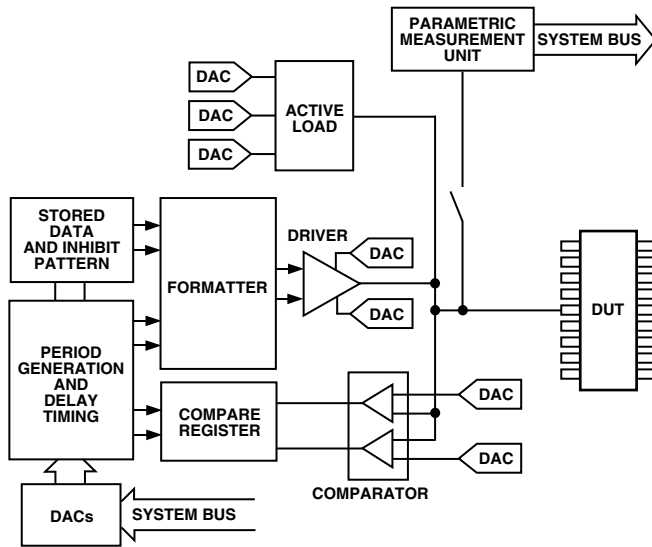 PARAMETRIC
MEASUREMENT
UNIT
SYSTEM BUS
DAC
DAC
DAC
ACTIVE
LOAD
STORED
DATA
AND INHIBIT
PATTERN
FORMATTER
DRIVER
DAC
DAC
DUT
PERIOD
GENERATION
AND
DELAY
TIMING
COMPARE
REGISTER
DAC
DAC
COMPARATOR
DACs
SYSTEM BUS